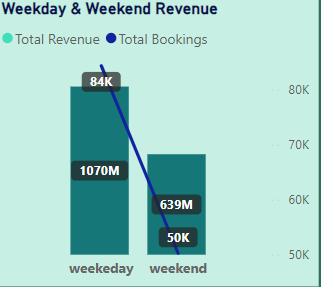 Weekday & Weekend Revenue
Total Revenue Total Bookings
84K
80K
70K
1070M
60K
639M
50K
50K
weekeday weekend